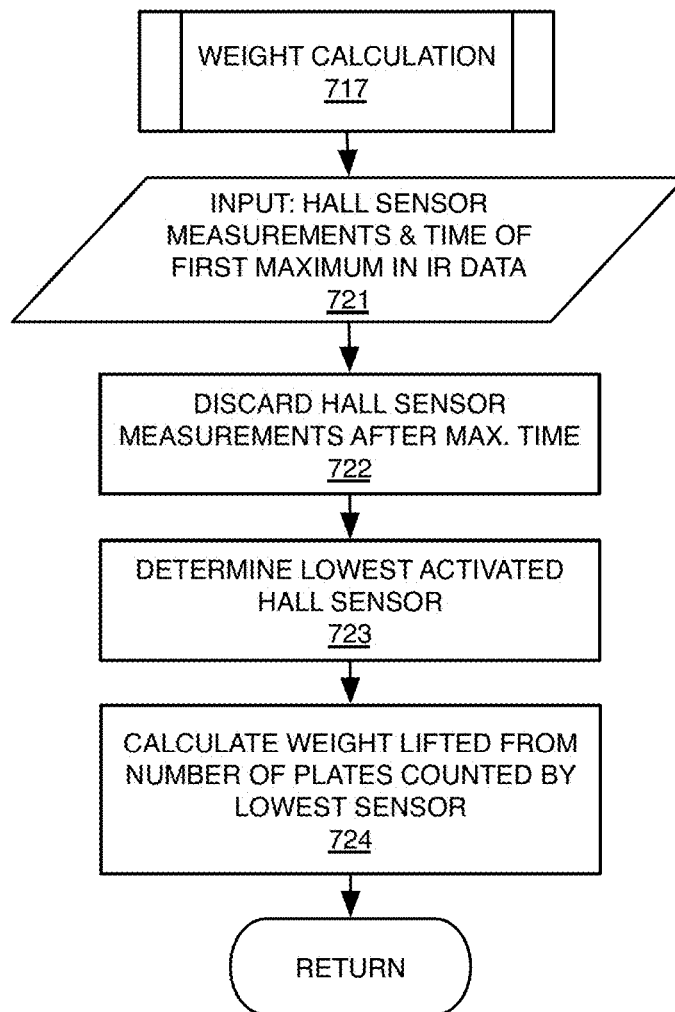 WEIGHT CALCULATION
717
INPUT: HALL SENSOR
MEASUREMENTS & TIME OF
FIRST MAXIMUM IN IR DATA
721
DISCARD HALL SENSOR
MEASUREMENTS AFTER MAX. TIME
722
DETERMINE LOWEST ACTIVATED
HALL SENSOR
723
CALCULATE WEIGHT LIFTED FROM
NUMBER OF PLATES COUNTED BY
LOWEST SENSOR
724
RETURN